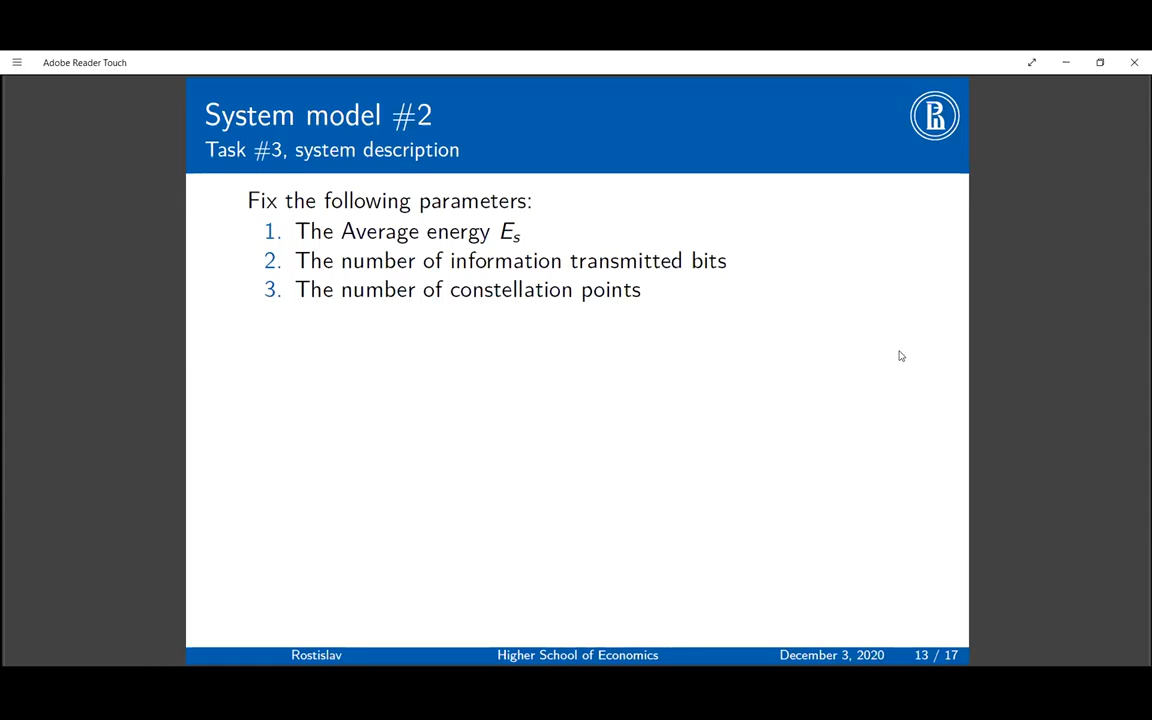 Adobe Reader Touch
System model #2
Task #3, system description
Fix the following parameters:
1. The Average energy Es
2. The number of information transmitted bits
3. The number of constellation points
Rostislav Higher School of Economics December 3, 2020 13 / 17